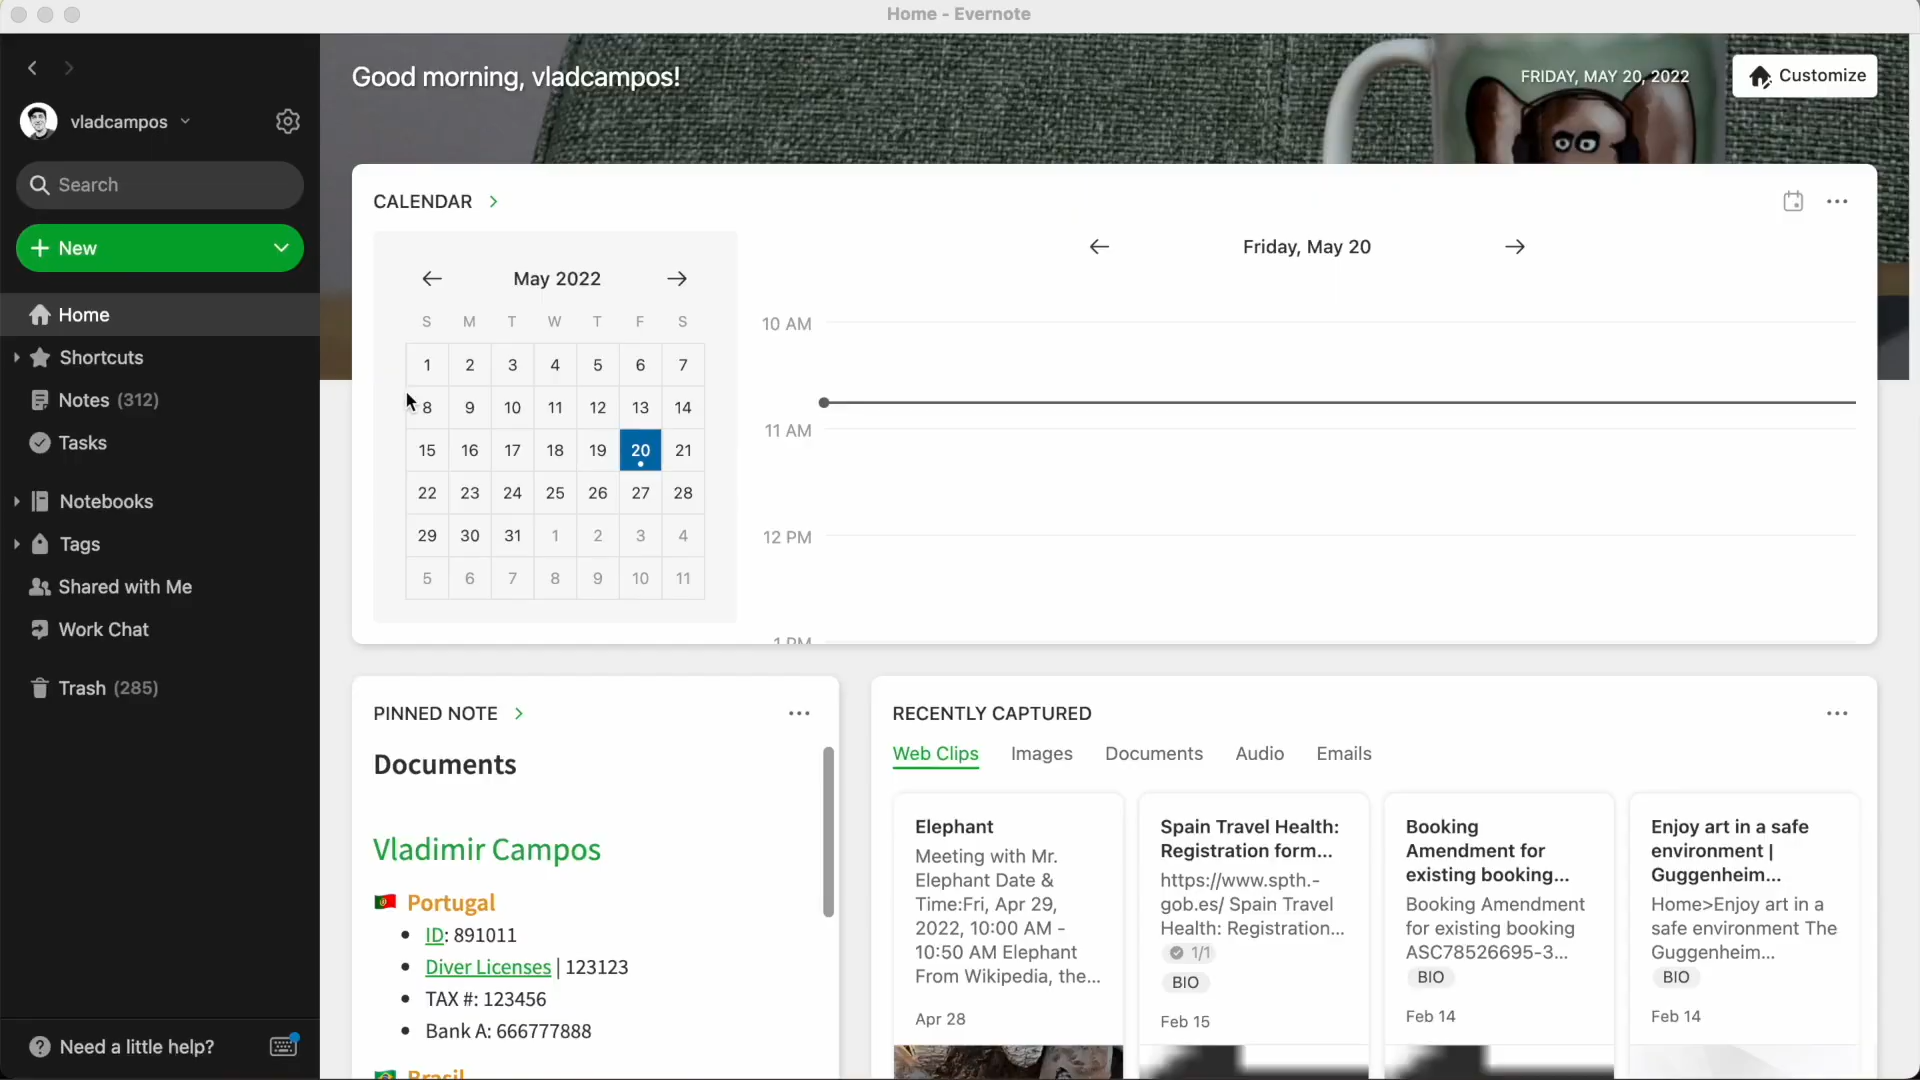 Home - Evernote
vladcampos
Search
New
Home
Shortcuts
Notes (312)
Tasks
Notebooks
Tags
Shared with Me
Work Chat
Trash (285)
Need a little help?
Good morning, vladcampos!
FRIDAY, MAY 20, 2022
Customize
CALENDAR
May 2022
S M T W T F S
1 2 3 4 5 6 7
8 9 10 11 12 13 14
15 16 17 18 19 20 21
22 23 24 25 26 27 28
29 30 31 1 2 3 4
5 6 7 8 9 10 11
Friday, May 20
10 AM
11 AM
12 PM
1 PM
PINNED NOTE
Documents
Vladimir Campos
Portugal
ID: 891011
Diver Licenses | 123123
TAX #: 123456
Bank A: 666777888
Brasil
RECENTLY CAPTURED
Web Clips Images Documents Audio Emails
Elephant
Meeting with Mr.
Elephant Date &
Time:Fri, Apr 29,
2022, 10:00 AM -
10:50 AM Elephant
From Wikipedia, the...
Apr 28
Spain Travel Health:
Registration form...
https://www.spth.-
gob.es/ Spain Travel
Health: Registration...
1/1
BIO
Feb 15
Booking
Amendment for
existing booking...
Booking Amendment
for existing booking
ASC78526695-3...
BIO
Feb 14
Enjoy art in a safe
environment |
Guggenheim...
Home>Enjoy art in a
safe environment The
Guggenheim...
BIO
Feb 14